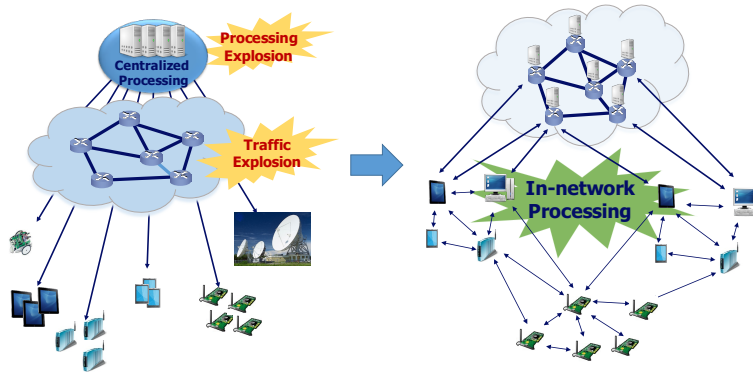 Processing
Explosion
Centralized
Processing
Traffic
Explosion
In-network
Processing